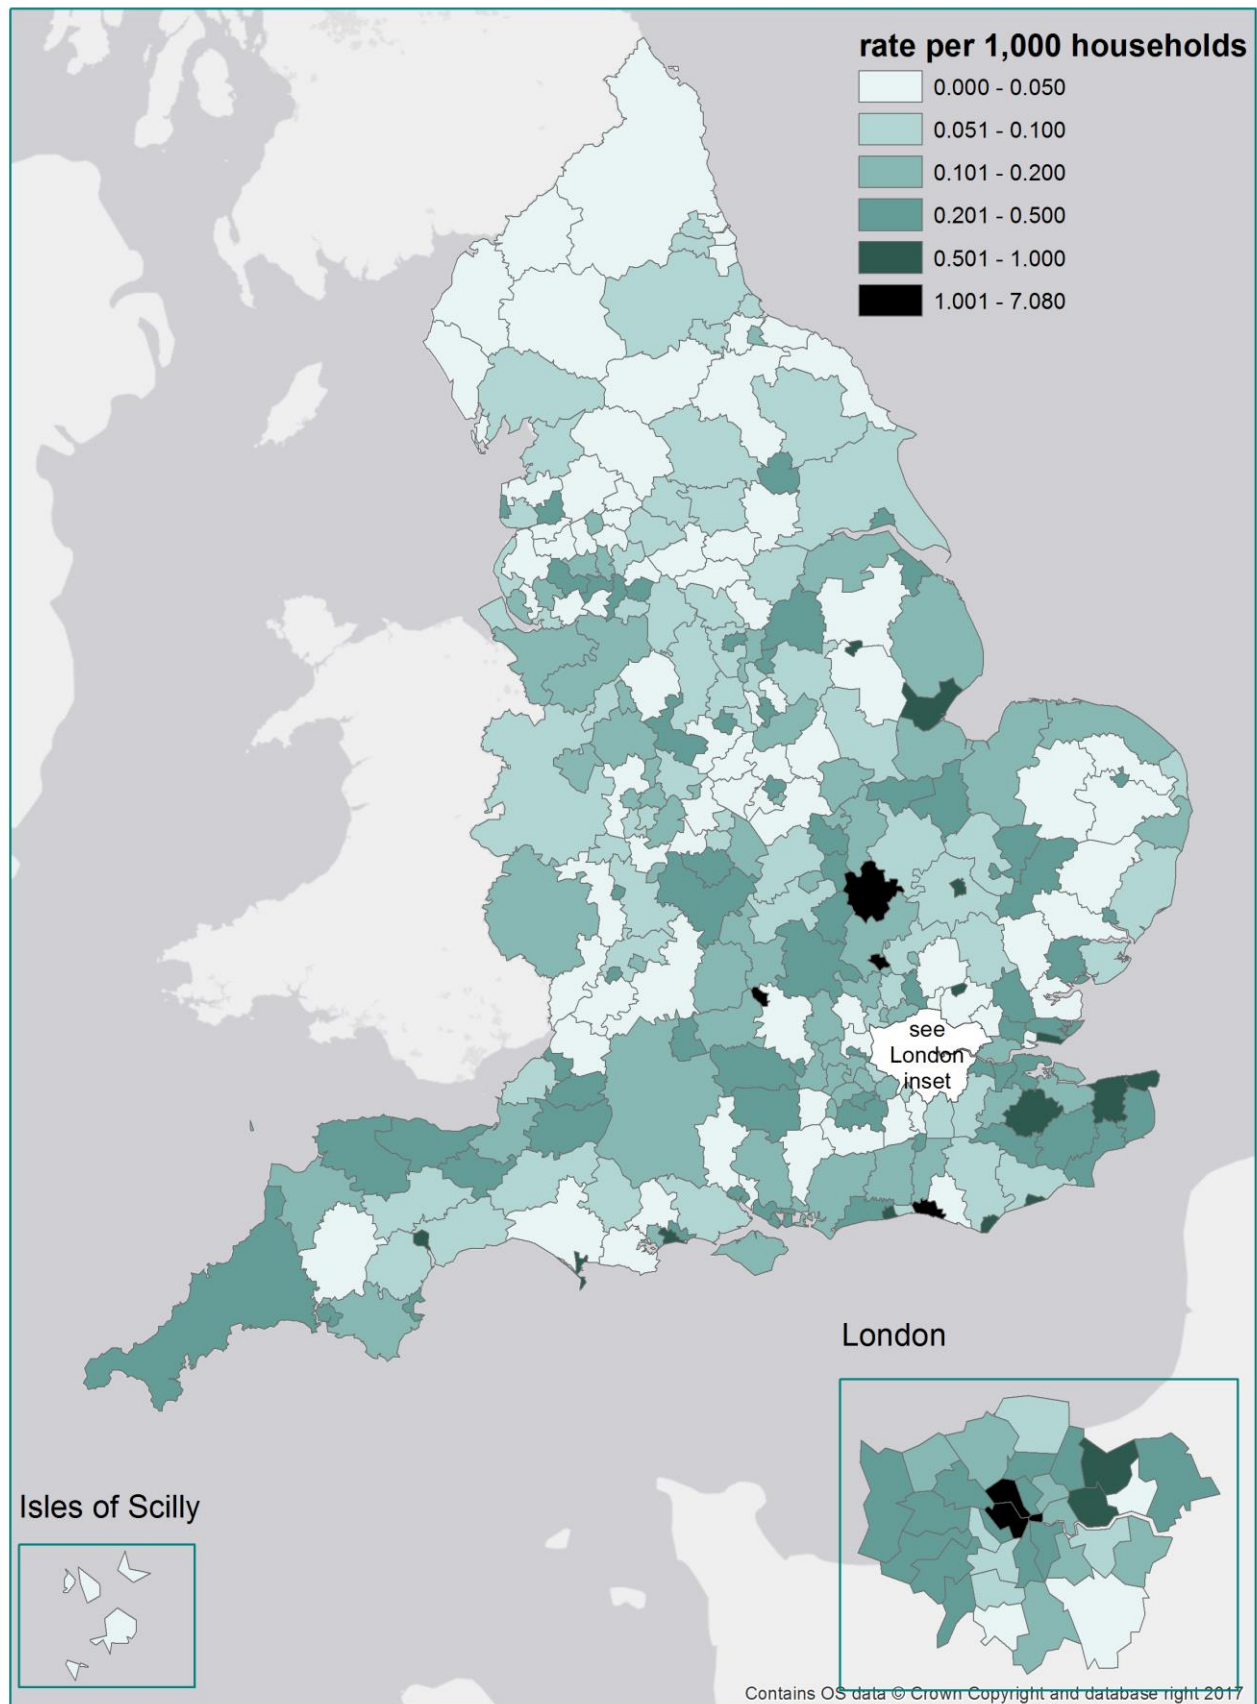 rate per 1,000 households
0.000 - 0.050
0.051 - 0.100
0.101 - 0.200
0.201 - 0.500
0.501 - 1.000
1.001 - 7.080
see
London
inset
London
Isles of Scilly
Contains OS data © Crown Copyright and database right 2017